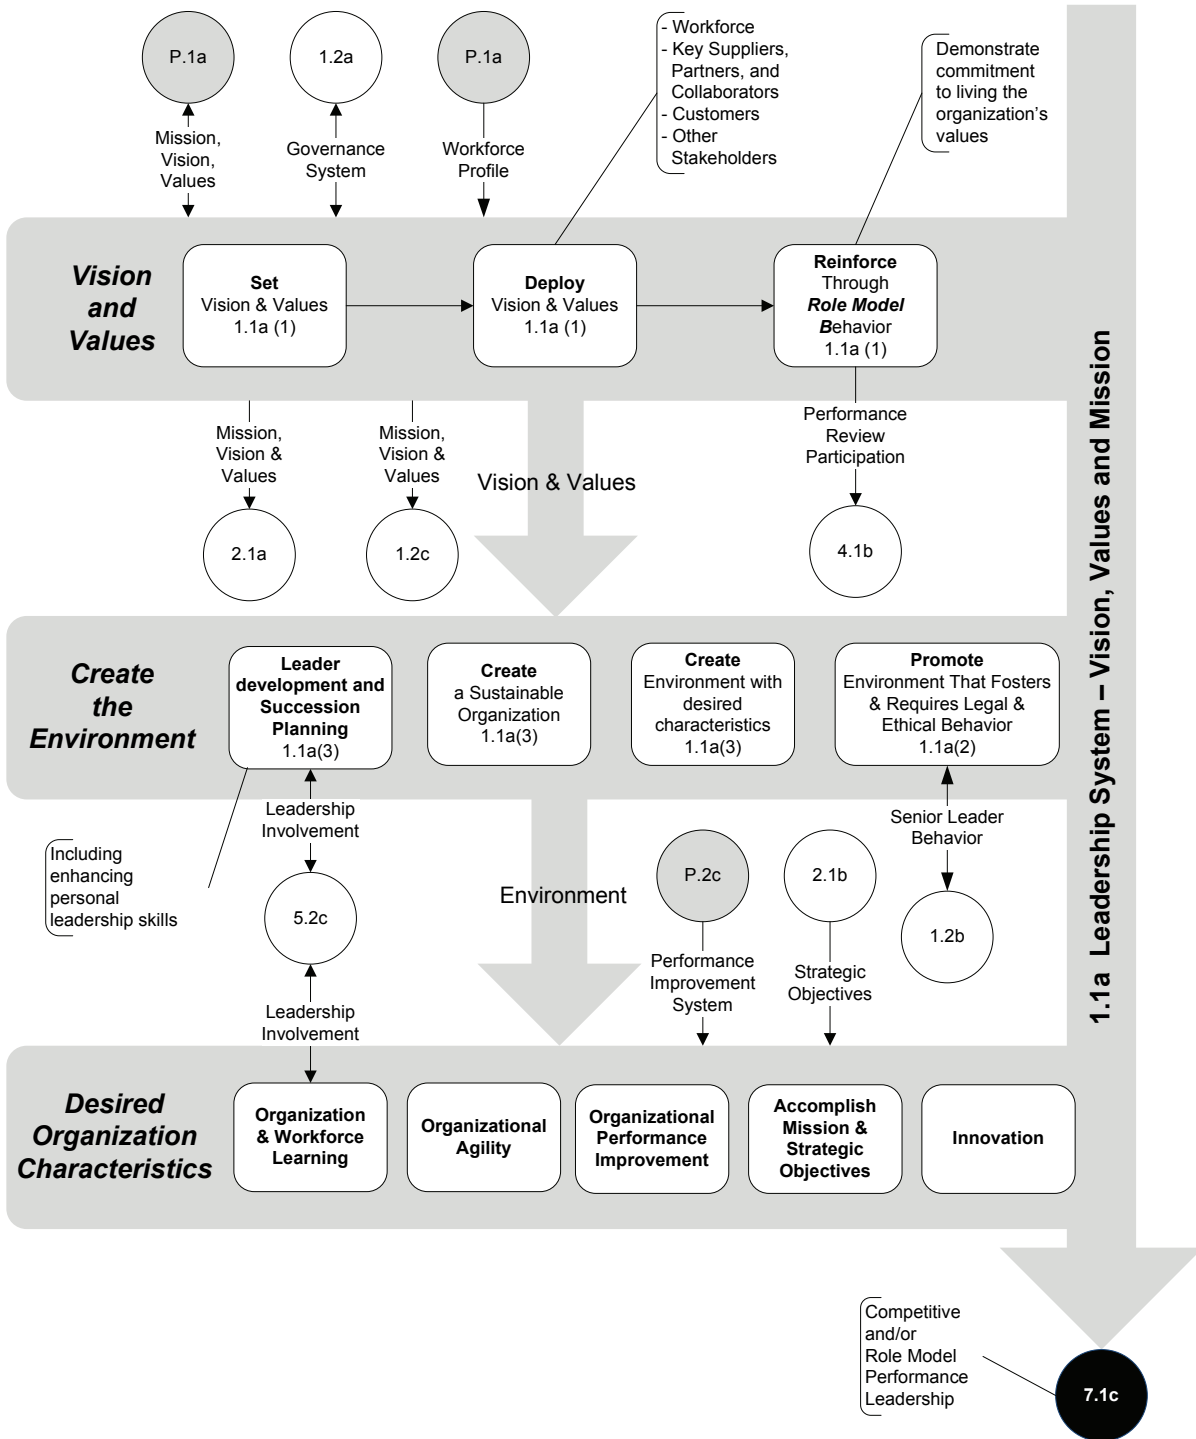 P.1a
1.2a
P.1a
- Workforce
- Key Suppliers,
Partners, and
Collaborators
- Customers
- Other
Stakeholders
Demonstrate
commitment
to living the
organization's
values
Mission,
Vision,
Values
Governance
System
Workforce
Profile
Vision
and
Values
Set
Vision & Values
1.1a (1)
Deploy
Vision & Values
1.1a (1)
Reinforce
Through
Role Model
Behavior
1.1a (1)
Mission,
Vision &
Values
Mission,
Vision &
Values
Vision & Values
Performance
Review
Participation
2.1a
1.2c
4.1b
Create
the
Environment
Leader
development and
Succession
Planning
1.1a(3)
Create
a Sustainable
Organization
1.1a(3)
Create
Environment with
desired
characteristics
1.1a(3)
Promote
Environment That Fosters
& Requires Legal &
Ethical Behavior
1.1a(2)
Including
enhancing
personal
leadership skills
Leadership
Involvement
5.2c
Leadership
Involvement
Environment
P.2c
Performance
Improvement
System
2.1b
Strategic
Objectives
Senior Leader
Behavior
1.2b
Desired
Organization
Characteristics
Organization
& Workforce
Learning
Organizational
Agility
Organizational
Performance
Improvement
Accomplish
Mission &
Strategic
Objectives
Innovation
1.1a Leadership System – Vision, Values and Mission
Competitive
and/or
Role Model
Performance
Leadership
7.1c